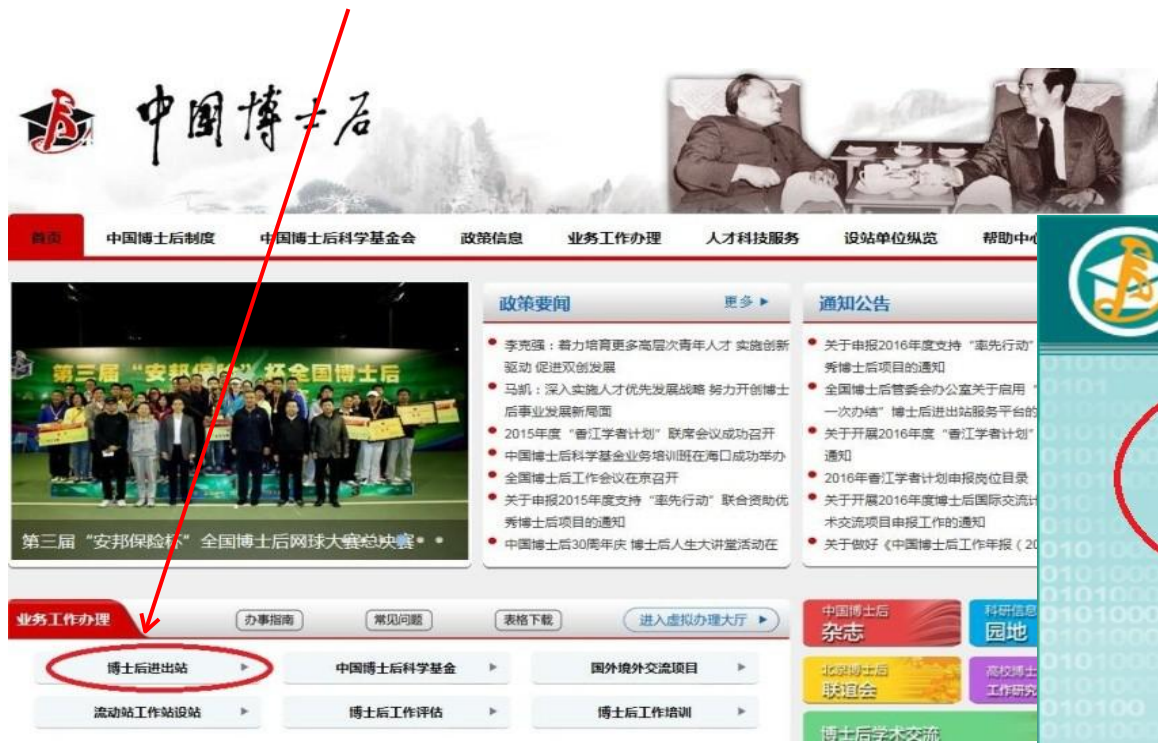 中国博士后
首页 中国博士后制度 中国博士后科学基金会 政策信息 业务工作办理 人才科技服务 设站单位纵览 帮助中心
第三届“安邦保险”杯全国博士后
第三届“安邦保险杯”全国博士后网球大赛总决赛
政策要闻 更多
李克强：着力培育更多高层次青年人才 实施创新
驱动 促进双创发展
马凯：深入实施人才优先发展战略 努力开创博士
后事业发展新局面
2015年度“香江学者计划”联席会议成功召开
中国博士后科学基金业务培训班在海口成功举办
全国博士后工作会议在京召开
关于申报2015年度支持“率先行动”联合资助优
秀博士后项目的通知
中国博士后30周年庆 博士后人生大讲堂活动在
通知公告
关于申报2016年度支持“率先行动”
秀博士后项目的通知
全国博士后管委会办公室关于启用“
一次办结”博士后进出站服务平台的
关于开展2016年度“香江学者计划”
通知
2016年香江学者计划申报岗位目录
关于开展2016年度博士后国际交流计
术交流项目申报工作的通知
关于做好《中国博士后工作年报（20
业务工作办理 办事指南 常见问题 表格下载 进入虚拟办理大厅
博士后进出站 中国博士后科学基金 国外境外交流项目
流动站工作站设站 博士后工作评估 博士后工作培训
中国博士后
杂志
科研信息
园地
北京博士后
联谊会
高校博士
工作研究
博士后学术交流